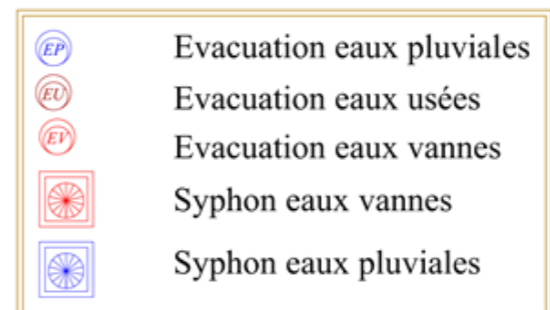 EP Evacuation eaux pluviales
EU Evacuation eaux usées
EV Evacuation eaux vannes
Syphon eaux vannes
Syphon eaux pluviales